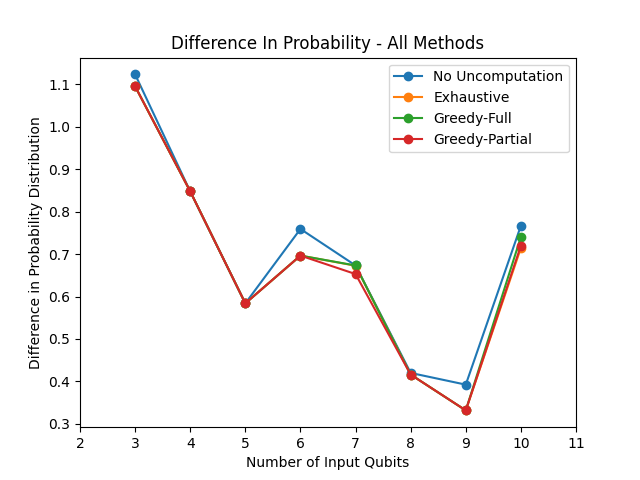 Difference In Probability - All Methods
No Uncomputation
Exhaustive
Greedy-Full
Greedy-Partial
Difference in Probability Distribution
1.1
1.0
0.9
0.8
0.7
0.6
0.5
0.4
0.3
2 3 4 5 6 7 8 9 10 11
Number of Input Qubits